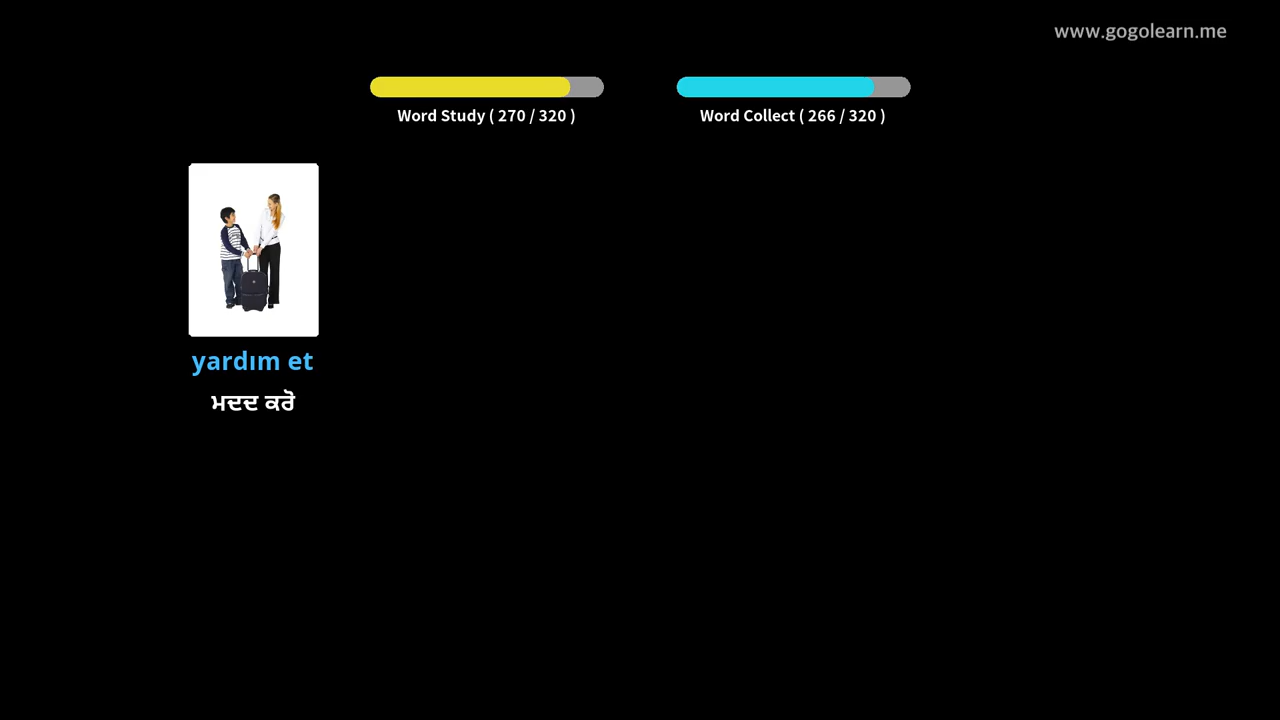 www.gogolearn.me
Word Study ( 270 / 320 )
Word Collect ( 266 / 320 )
yardım et
ਮਦਦ ਕਰੋ